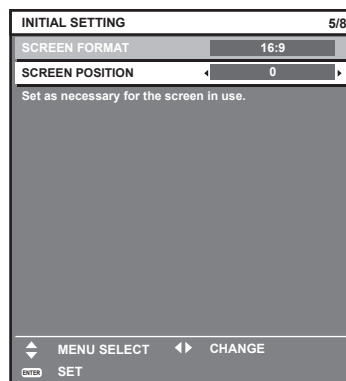 INITIAL SETTING 5/8
SCREEN FORMAT 16:9
SCREEN POSITION 0
Set as necessary for the screen in use.
MENU SELECT CHANGE
ENTER SET